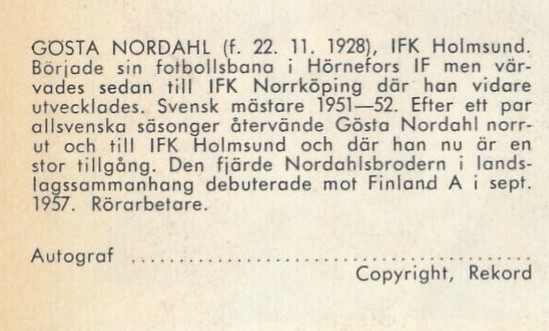 GÖSTA NORDAHL (f. 22. 11. 1928), IFK Holmsund.
Började sin fotbollsbana i Hörnefors IF men vär-
vades sedan till IFK Norrköping där han vidare
utvecklades. Svensk mästare 1951—52. Efter ett par
allsvenska säsonger återvände Gösta Nordahl norr-
ut och till IFK Holmsund och där han nu är en
stor tillgång. Den fjärde Nordahlsbrodern i lands-
lagssammanhang debuterade mot Finland A i sept.
1957. Rörarbetare.
Autograf ........................................
Copyright, Rekord